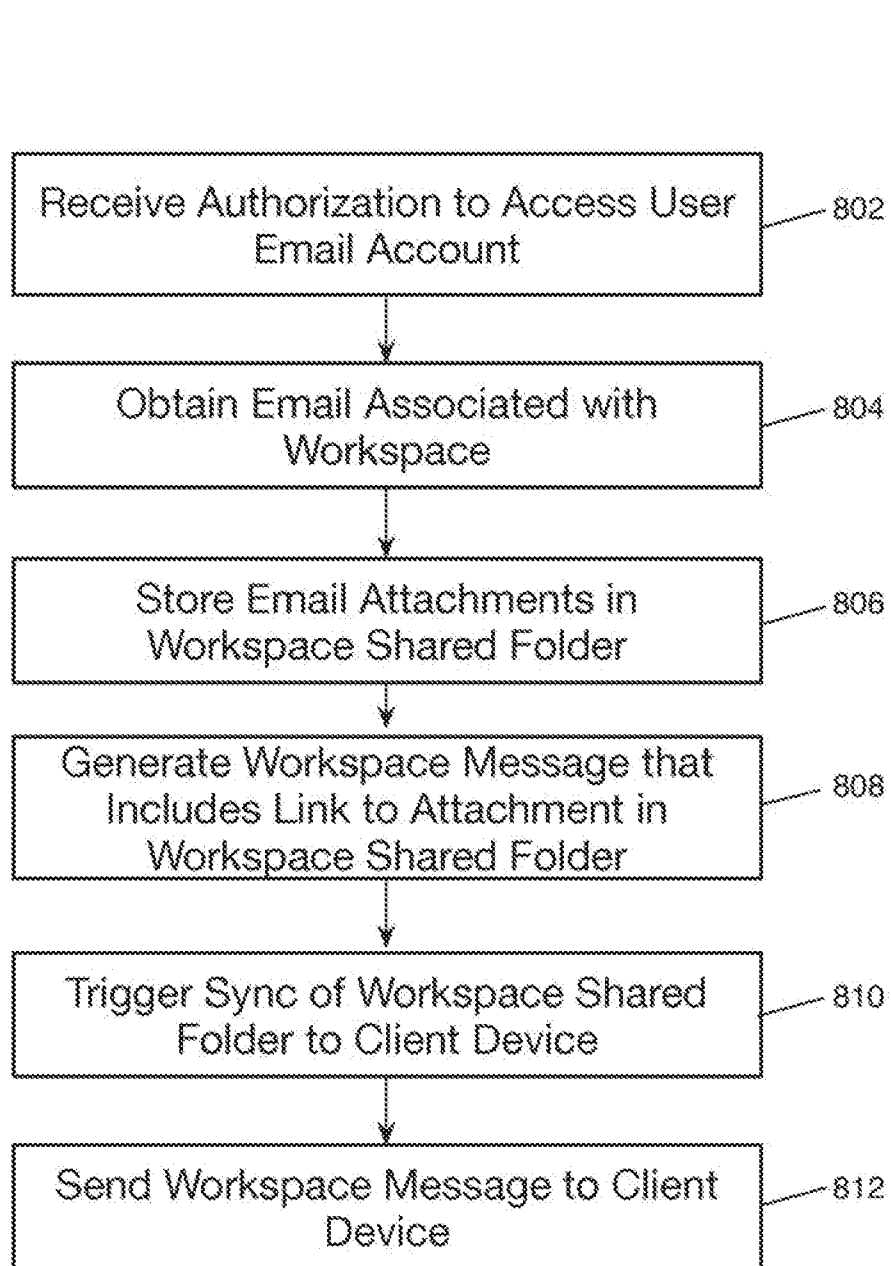 Receive Authorization to Access User
Email Account
802
Obtain Email Associated with
Workspace
804
Store Email Attachments in
Workspace Shared Folder
806
Generate Workspace Message that
Includes Link to Attachment in
Workspace Shared Folder
808
Trigger Sync of Workspace Shared
Folder to Client Device
810
Send Workspace Message to Client
Device
812